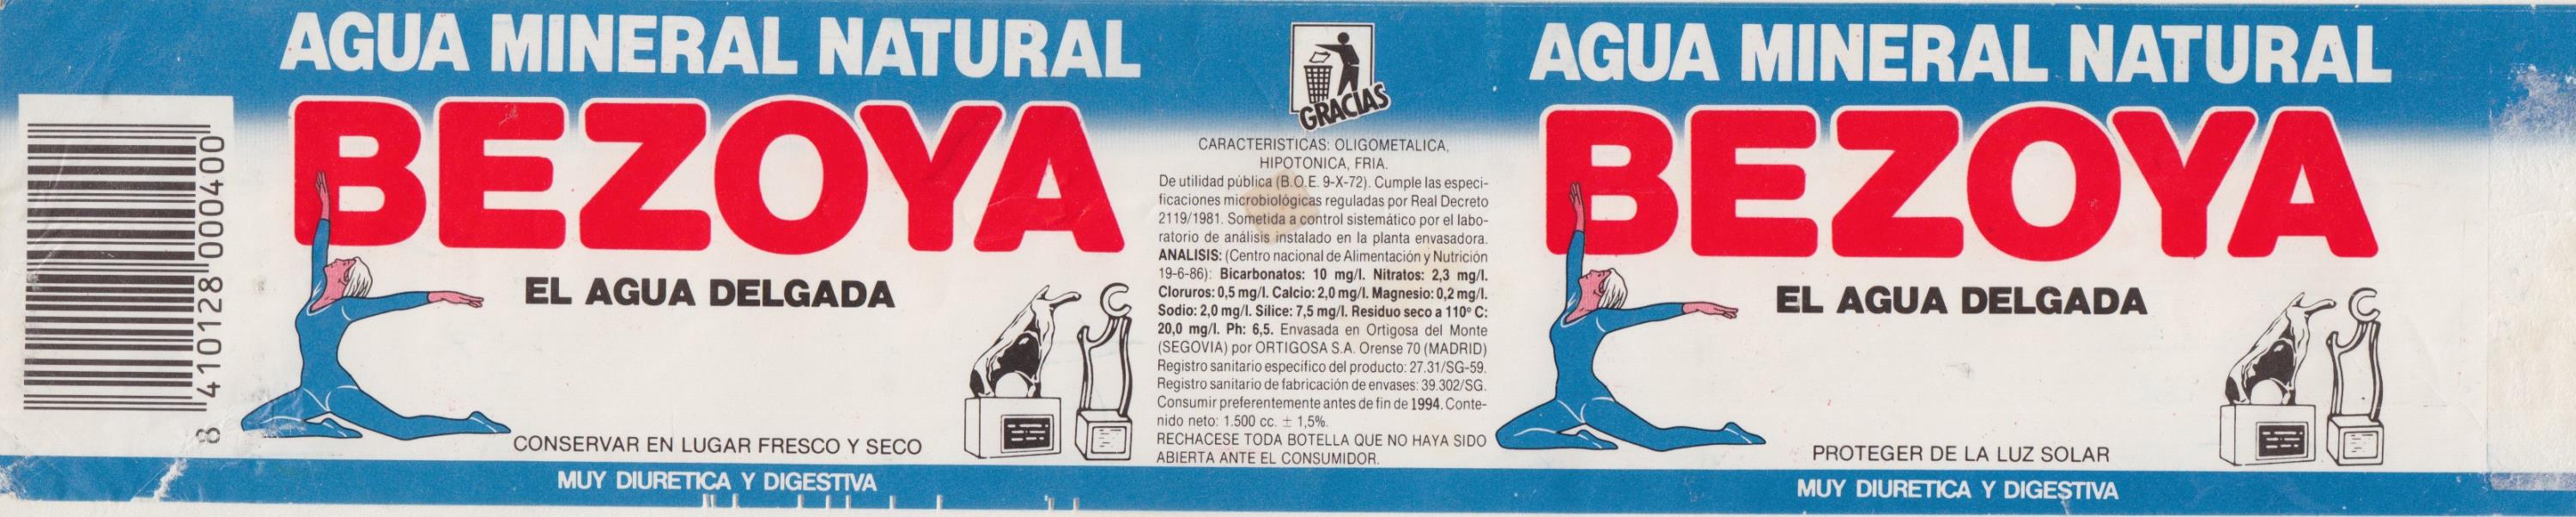 AGUA MINERAL NATURAL
BEZOYA
EL AGUA DELGADA
CONSERVAR EN LUGAR FRESCO Y SECO
MUY DIURETICA Y DIGESTIVA
8 410128 000400
GRACIAS
CARACTERISTICAS: OLIGOMETALICA,
HIPOTONICA, FRIA.
De utilidad pública (B.O.E. 9-X-72). Cumple las especi-
ficaciones microbiológicas reguladas por Real Decreto
2119/1981. Sometida a control sistemático por el labo-
ratorio de análisis instalado en la planta envasadora.
ANALISIS: (Centro nacional de Alimentación y Nutrición
19-6-86): Bicarbonatos: 10 mg/l. Nitratos: 2,3 mg/l.
Cloruros: 0,5 mg/l. Calcio: 2,0 mg/l. Magnesio: 0,2 mg/l.
Sodio: 2,0 mg/l. Sílice: 7,5 mg/l. Residuo seco a 110º C:
20,0 mg/l. Ph: 6,5. Envasada en Ortigosa del Monte
(SEGOVIA) por ORTIGOSA S.A. Orense 70 (MADRID)
Registro sanitario específico del producto: 27.31/SG-59.
Registro sanitario de fabricación de envases: 39.302/SG.
Consumir preferentemente antes de fin de 1994. Conte-
nido neto: 1.500 cc. ± 1,5%.
RECHACESE TODA BOTELLA QUE NO HAYA SIDO
ABIERTA ANTE EL CONSUMIDOR.
AGUA MINERAL NATURAL
BEZOYA
EL AGUA DELGADA
PROTEGER DE LA LUZ SOLAR
MUY DIURETICA Y DIGESTIVA